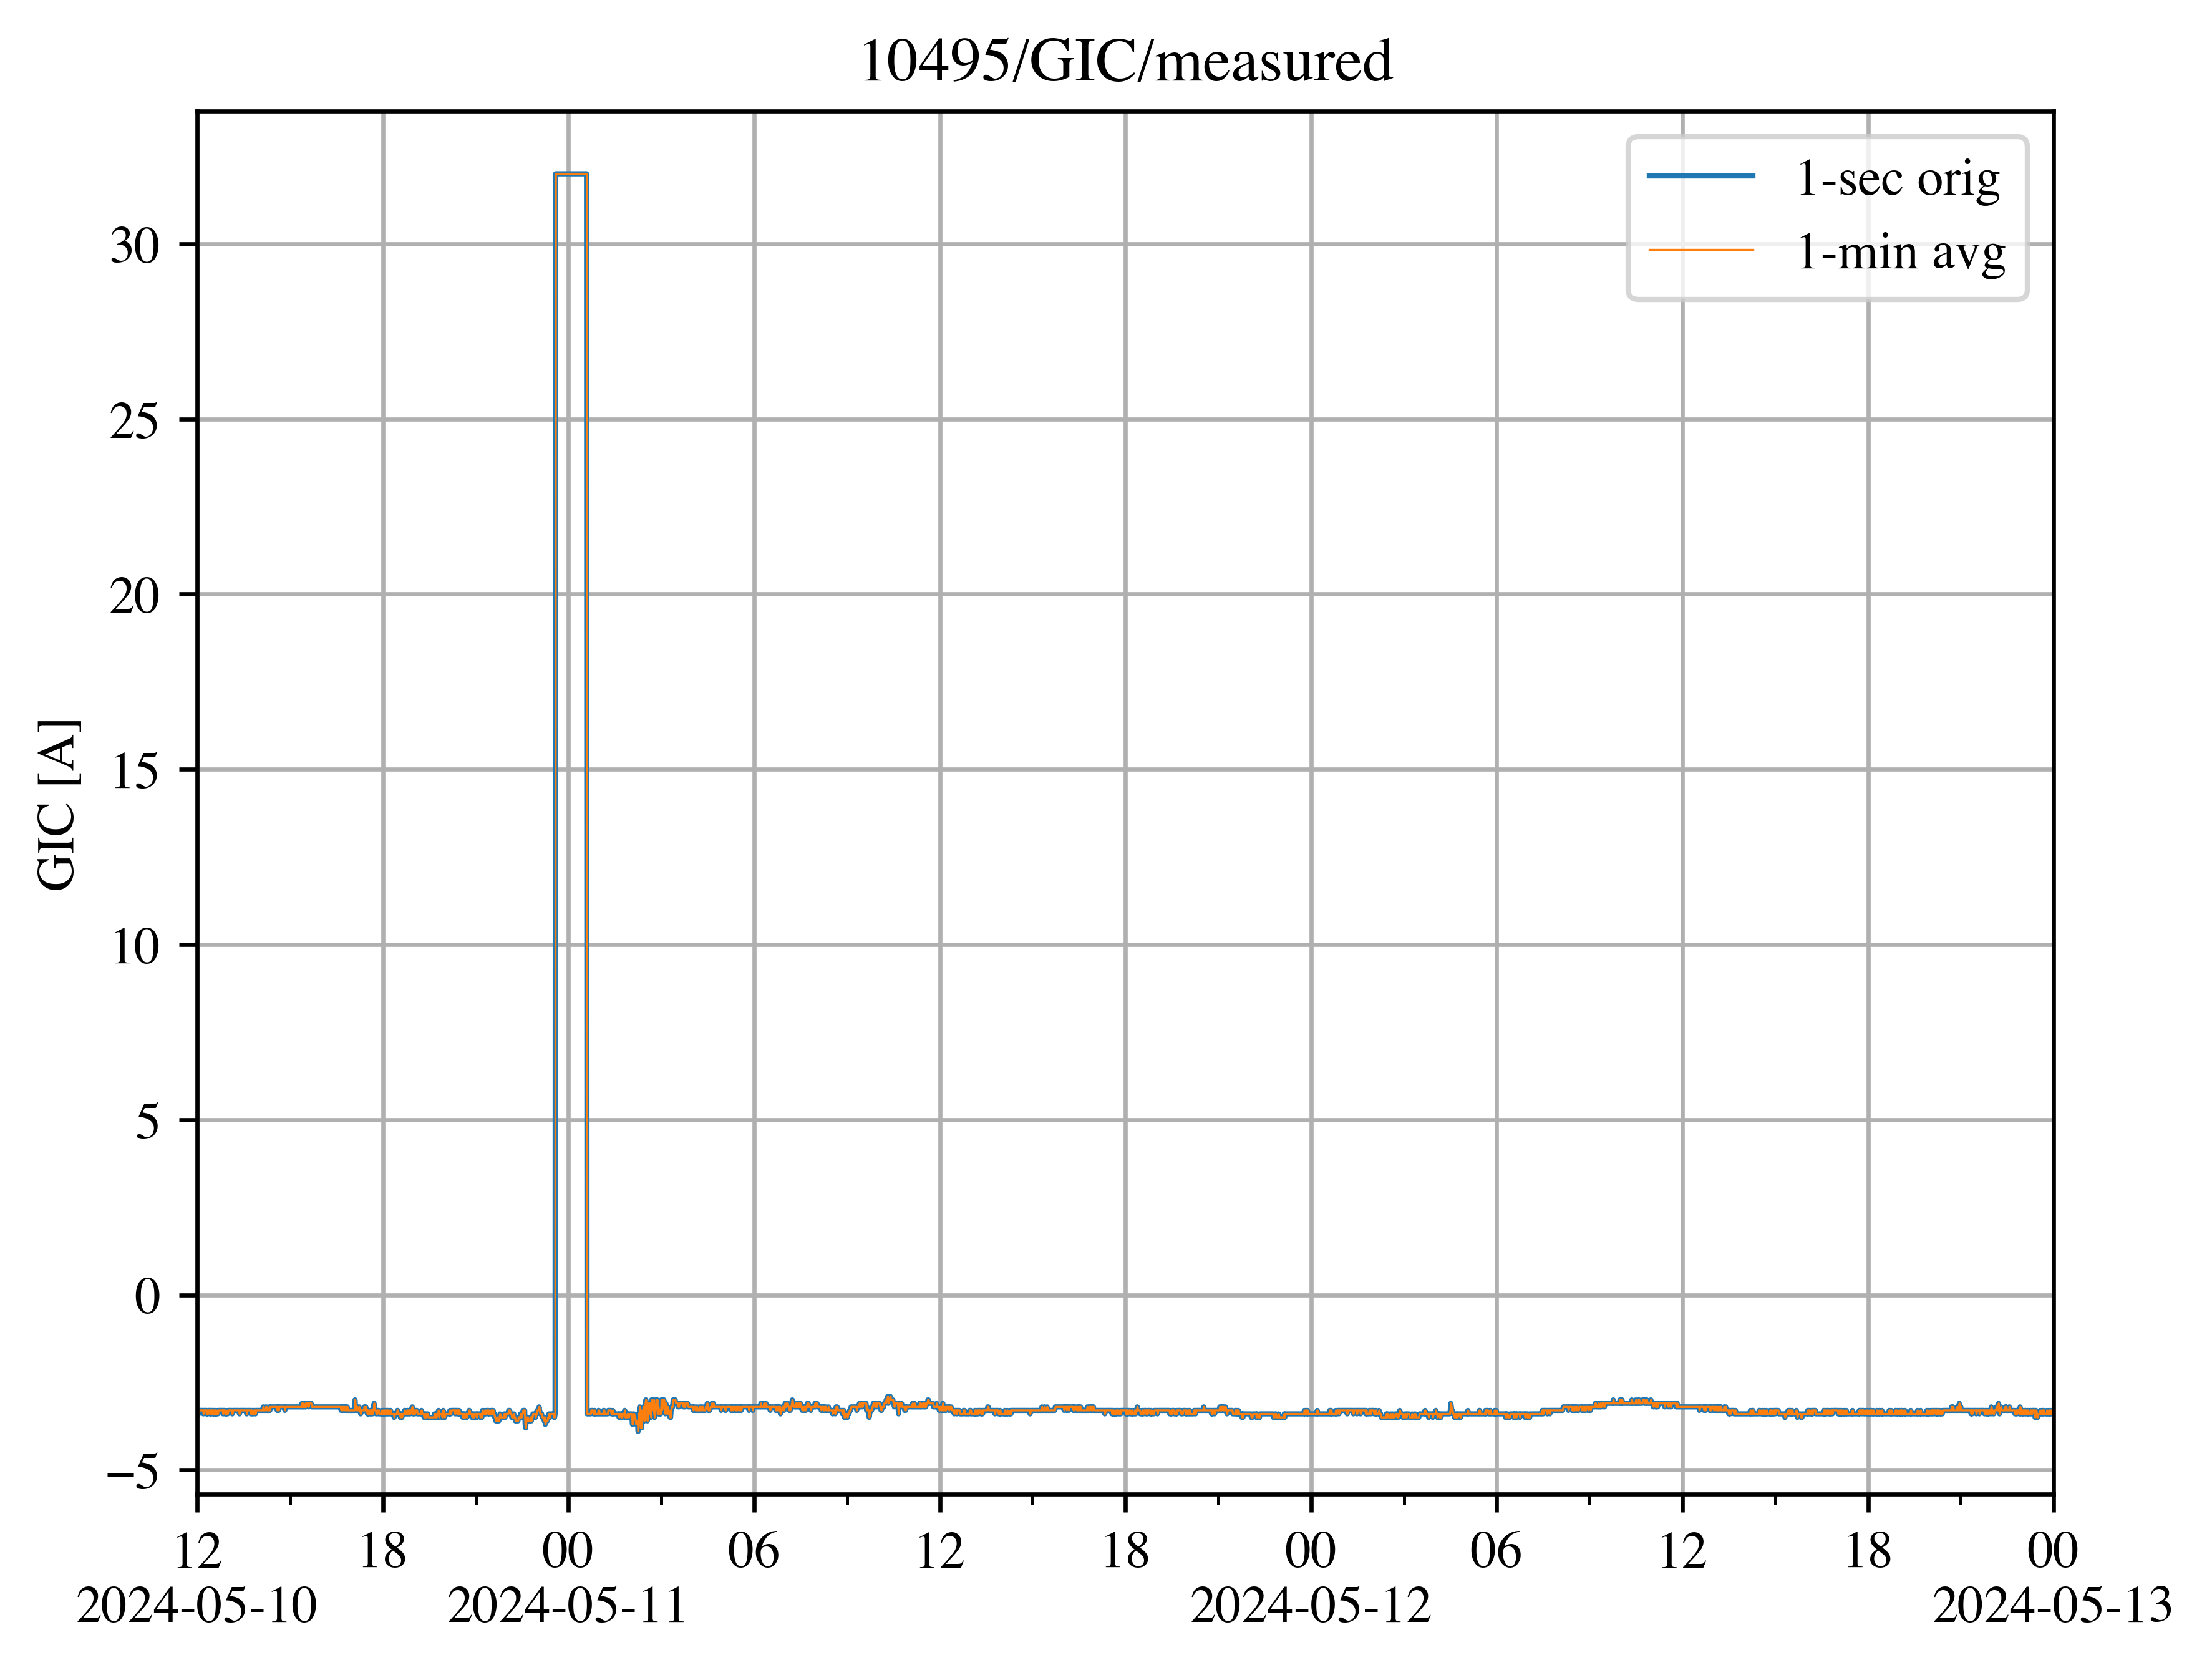 10495/GIC/measured
1-sec orig
1-min avg
GIC [A]
30
25
20
15
10
5
0
−5
12 18 00 06 12 18 00 06 12 18 00
2024-05-10 2024-05-11 2024-05-12 2024-05-13